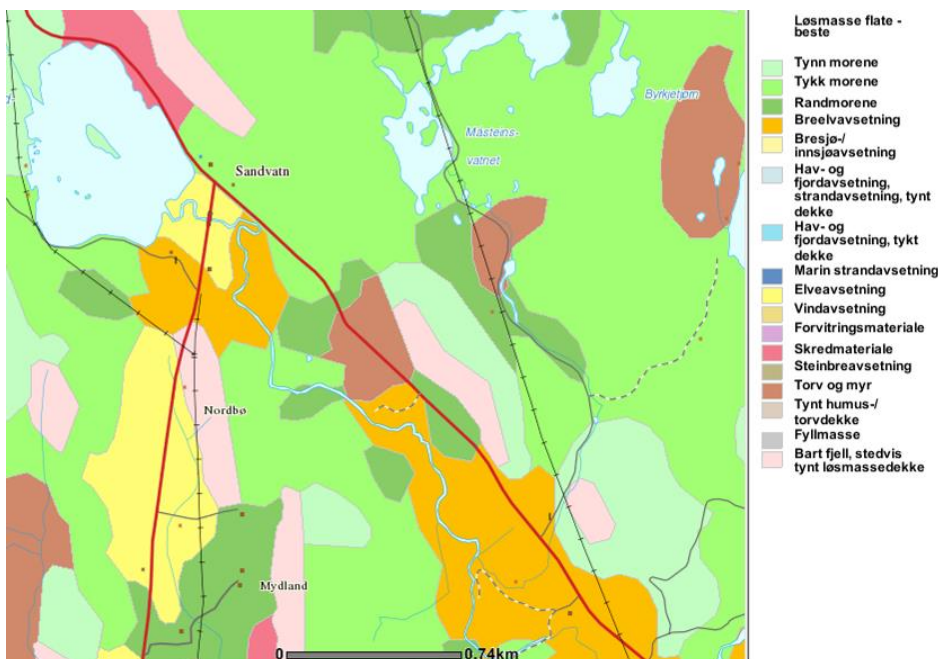 Løsmasse flate -
beste
Tynn morene
Tykk morene
Randmorene
Breelvavsetning
Bresjø-/
innsjøavsetning
Hav- og
fjordavsetning,
strandavsetning, tynt
dekke
Hav- og
fjordavsetning, tykt
dekke
Marin strandavsetning
Elveavsetning
Vindavsetning
Forvitringsmateriale
Skredmateriale
Steinbreavsetning
Torv og myr
Tynt humus-/
torvdekke
Fyllmasse
Bart fjell, stedvis
tynt løsmassedekke
Byrkjetjørn
Måsteins-
vatnet
Sandvatn
Nordbø
Mydland
0 0.74km